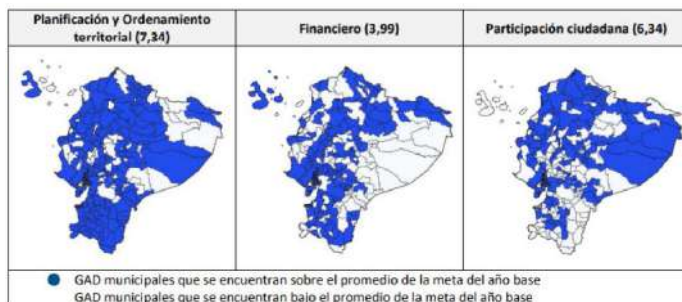 Planificación y Ordenamiento
territorial (7,34)
Financiero (3,99)
Participación ciudadana (6,34)
GAD municipales que se encuentran sobre el promedio de la meta del año base
GAD municipales que se encuentran bajo el promedio de la meta del año base